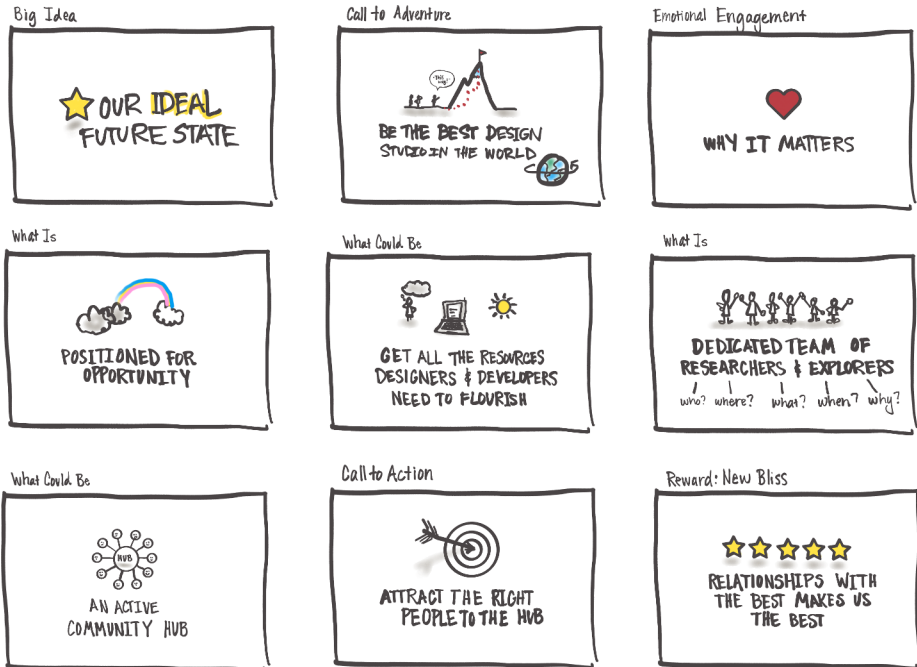 Big Idea
OUR IDEAL
FUTURE STATE
Call to Adventure
"This way!"
BE THE BEST DESIGN
STUDIO IN THE WORLD
Emotional Engagement
WHY IT MATTERS
What Is
POSITIONED FOR
OPPORTUNITY
What Could Be
GET ALL THE RESOURCES
DESIGNERS & DEVELOPERS
NEED TO FLOURISH
What Is
DEDICATED TEAM OF
RESEARCHERS & EXPLORERS
who? where? what? when? why?
What Could Be
HUB
AN ACTIVE
COMMUNITY HUB
Call to Action
ATTRACT THE RIGHT
PEOPLE TO THE HUB
Reward: New Bliss
RELATIONSHIPS WITH
THE BEST MAKES US
THE BEST